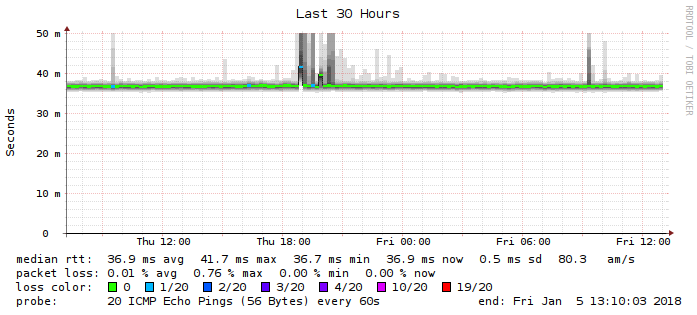 Last 30 Hours
RRDTOOL / TOBI OETIKER
Seconds
50 m
40 m
30 m
20 m
10 m
0
Thu 12:00 Thu 18:00 Fri 00:00 Fri 06:00 Fri 12:00
median rtt: 36.9 ms avg 41.7 ms max 36.7 ms min 36.9 ms now 0.5 ms sd 80.3 am/s
packet loss: 0.01 % avg 0.76 % max 0.00 % min 0.00 % now
loss color: 0 1/20 2/20 3/20 4/20 10/20 19/20
probe: 20 ICMP Echo Pings (56 Bytes) every 60s end: Fri Jan 5 13:10:03 2018